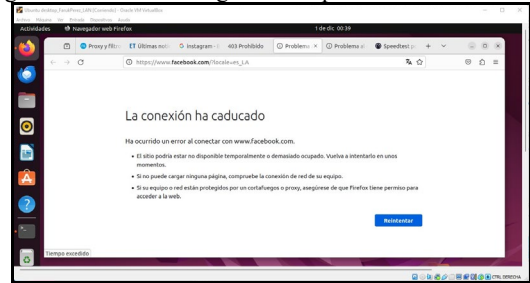 Ubuntu Desktop_FaridPerez_LAN [Corriendo] - Oracle VM VirtualBox
Archivo Máquina Ver Entrada Dispositivos Ayuda
Actividades Navegador web Firefox 1 de dic 00:39
Proxy y filtr Últimas noti instagram - 403 Prohibido Problema Problema al Speedtest p
https://www.facebook.com/?locale=es_LA
La conexión ha caducado
Ha ocurrido un error al conectar con www.facebook.com.
• El sitio podría estar no disponible temporalmente o demasiado ocupado. Vuelva a intentarlo en unos
momentos.
• Si no puede cargar ninguna página, compruebe la conexión de red de su equipo.
• Si su equipo o red están protegidos por un cortafuegos o proxy, asegúrese de que Firefox tiene permiso para
acceder a la web.
Reintentar
Tiempo excedido
CTRL DERECHA